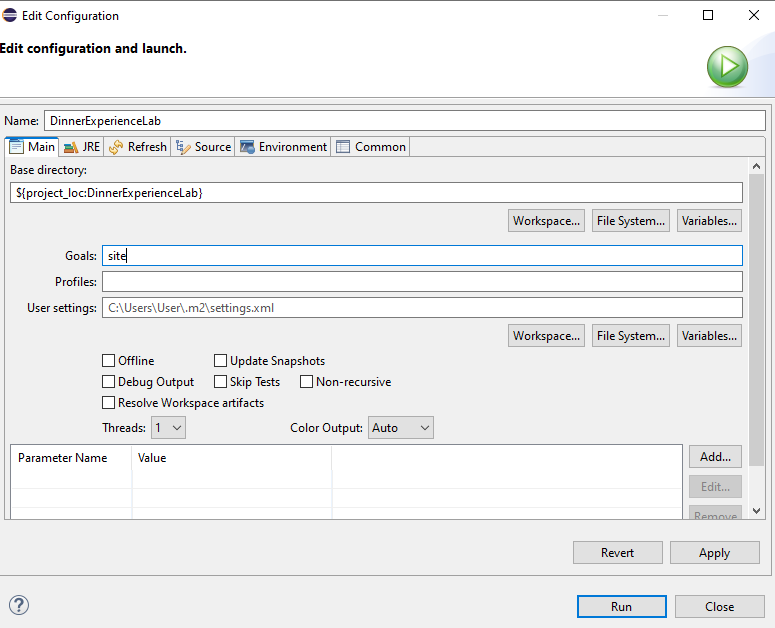 Edit Configuration
Edit configuration and launch.
Name: DinnerExperienceLab
Main JRE Refresh Source Environment Common
Base directory:
${project_loc:DinnerExperienceLab}
Workspace... File System... Variables...
Goals: site
Profiles:
User settings: C:\Users\User\.m2\settings.xml
Workspace... File System... Variables...
Offline Update Snapshots
Debug Output Skip Tests Non-recursive
Resolve Workspace artifacts
Threads: 1 Color Output: Auto
Parameter Name Value Add...
Edit...
Remove
Revert Apply
? Run Close